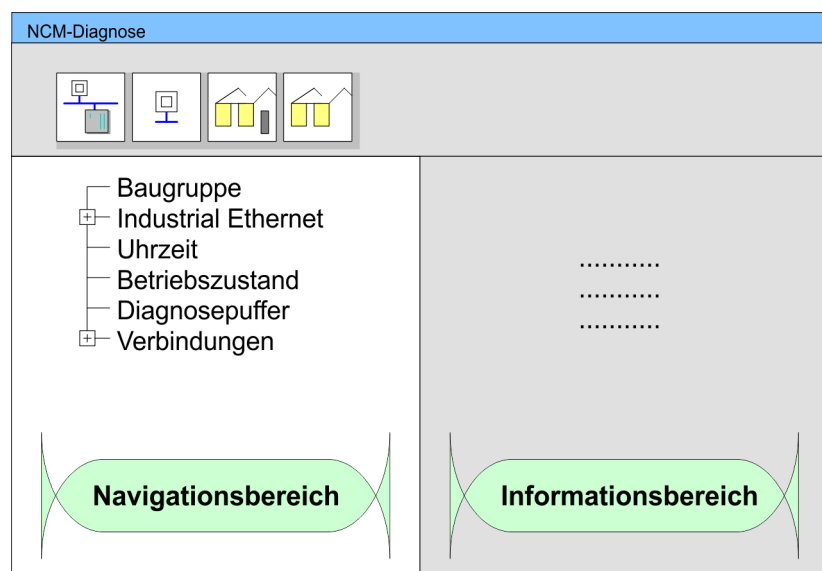 NCM-Diagnose
Baugruppe
Industrial Ethernet
Uhrzeit
Betriebszustand
Diagnosepuffer
Verbindungen
...........
...........
...........
Navigationsbereich
Informationsbereich